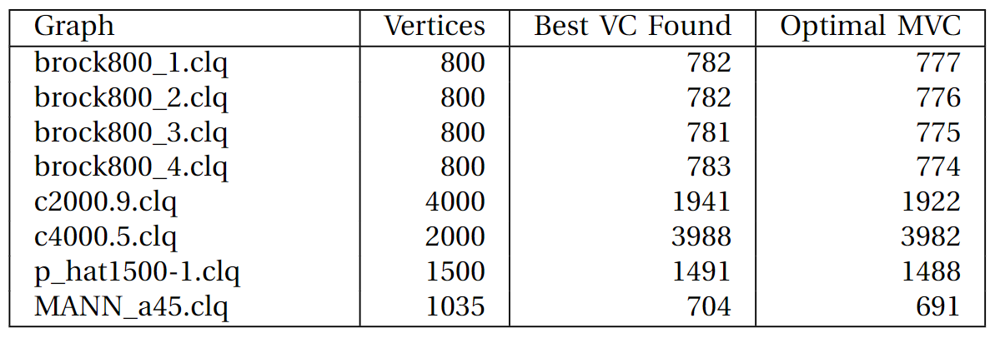 Graph Vertices Best VC Found Optimal MVC
brock800_1.clq 800 782 777
brock800_2.clq 800 782 776
brock800_3.clq 800 781 775
brock800_4.clq 800 783 774
c2000.9.clq 4000 1941 1922
c4000.5.clq 2000 3988 3982
p_hat1500-1.clq 1500 1491 1488
MANN_a45.clq 1035 704 691